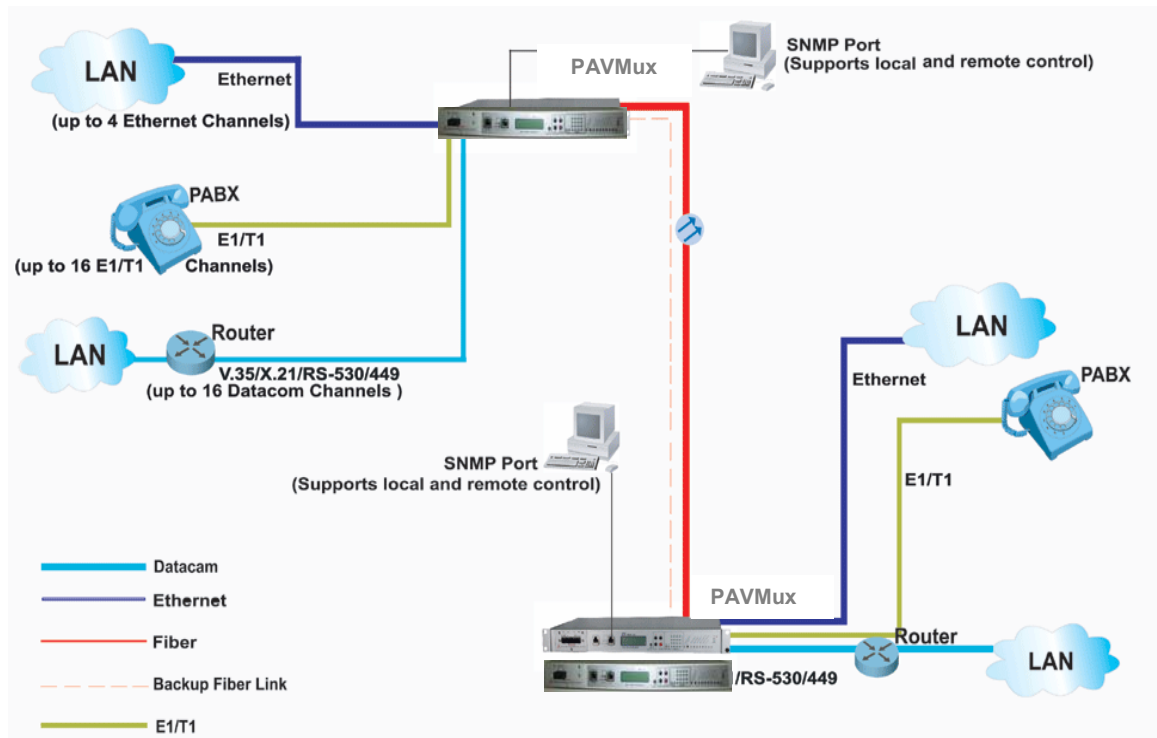 LAN
Ethernet
(up to 4 Ethernet Channels)
PAVMux
SNMP Port
(Supports local and remote control)
PABX
E1/T1
(up to 16 E1/T1 Channels)
LAN
Router
V.35/X.21/RS-530/449
(up to 16 Datacom Channels )
LAN
Ethernet
PABX
E1/T1
SNMP Port
(Supports local and remote control)
Datacam
Ethernet
Fiber
Backup Fiber Link
E1/T1
PAVMux
Router
/RS-530/449
LAN